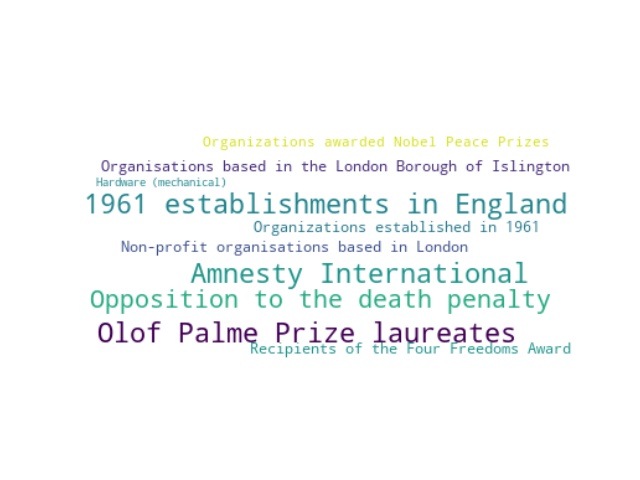 Organizations awarded Nobel Peace Prizes
Organisations based in the London Borough of Islington
Hardware (mechanical)
1961 establishments in England
Organizations established in 1961
Non-profit organisations based in London
Amnesty International
Opposition to the death penalty
Olof Palme Prize laureates
Recipients of the Four Freedoms Award